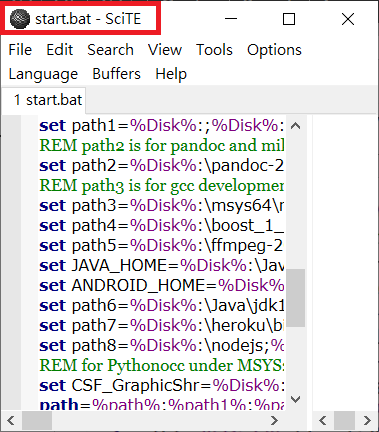 start.bat - SciTE
File Edit Search View Tools Options
Language Buffers Help
1 start.bat
set path1=%Disk%:;%Disk%:
REM path2 is for pandoc and
set path2=%Disk%:\pandoc-2
REM path3 is for gcc
set path3=%Disk%:\msys64\
set path4=%Disk%:\boost_1_
set path5=%Disk%:\ffmpeg-2
set JAVA_HOME=%Disk%:\Jav
set ANDROID_HOME=%Disk%
set path6=%Disk%:\Java\jdk1
set path7=%Disk%:\heroku\b
set path8=%Disk%:\nodejs;%
REM for Pythonocc under MSYS
set CSF_GraphicShr=%Disk%:
path=%path%:%path1%:%pa